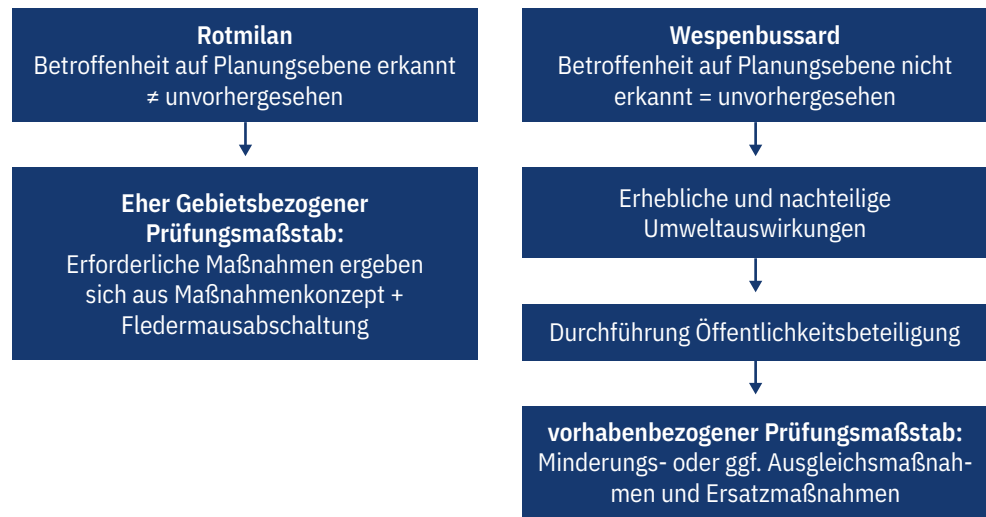 Rotmilan
Betroffenheit auf Planungsebene erkannt
≠ unvorhergesehen
Eher Gebietsbezogener
Prüfungsmaßstab:
Erforderliche Maßnahmen ergeben
sich aus Maßnahmenkonzept +
Fledermausabschaltung
Wespenbussard
Betroffenheit auf Planungsebene nicht
erkannt = unvorhergesehen
Erhebliche und nachteilige
Umweltauswirkungen
Durchführung Öffentlichkeitsbeteiligung
vorhabenbezogener Prüfungsmaßstab:
Minderungs- oder ggf. Ausgleichsmaßnah-
men und Ersatzmaßnahmen